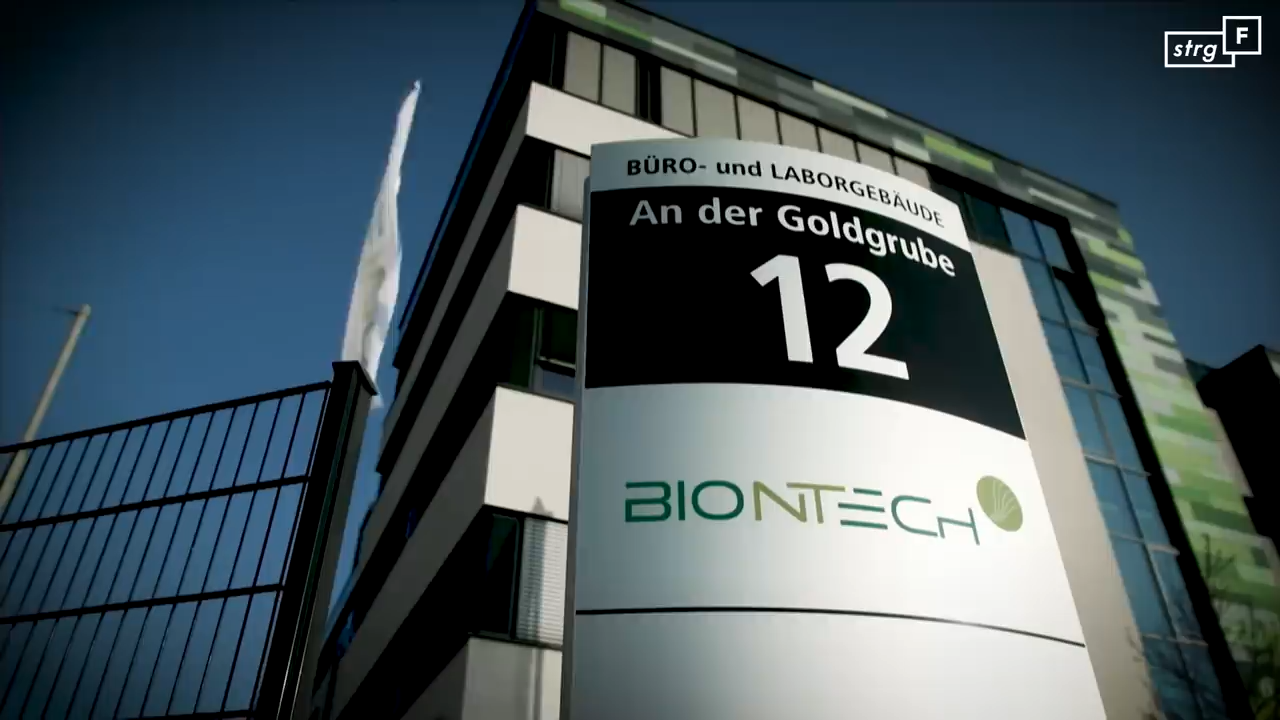 strg F
BÜRO- und LABORGEBÄUDE
An der Goldgrube
12
BIONTECH